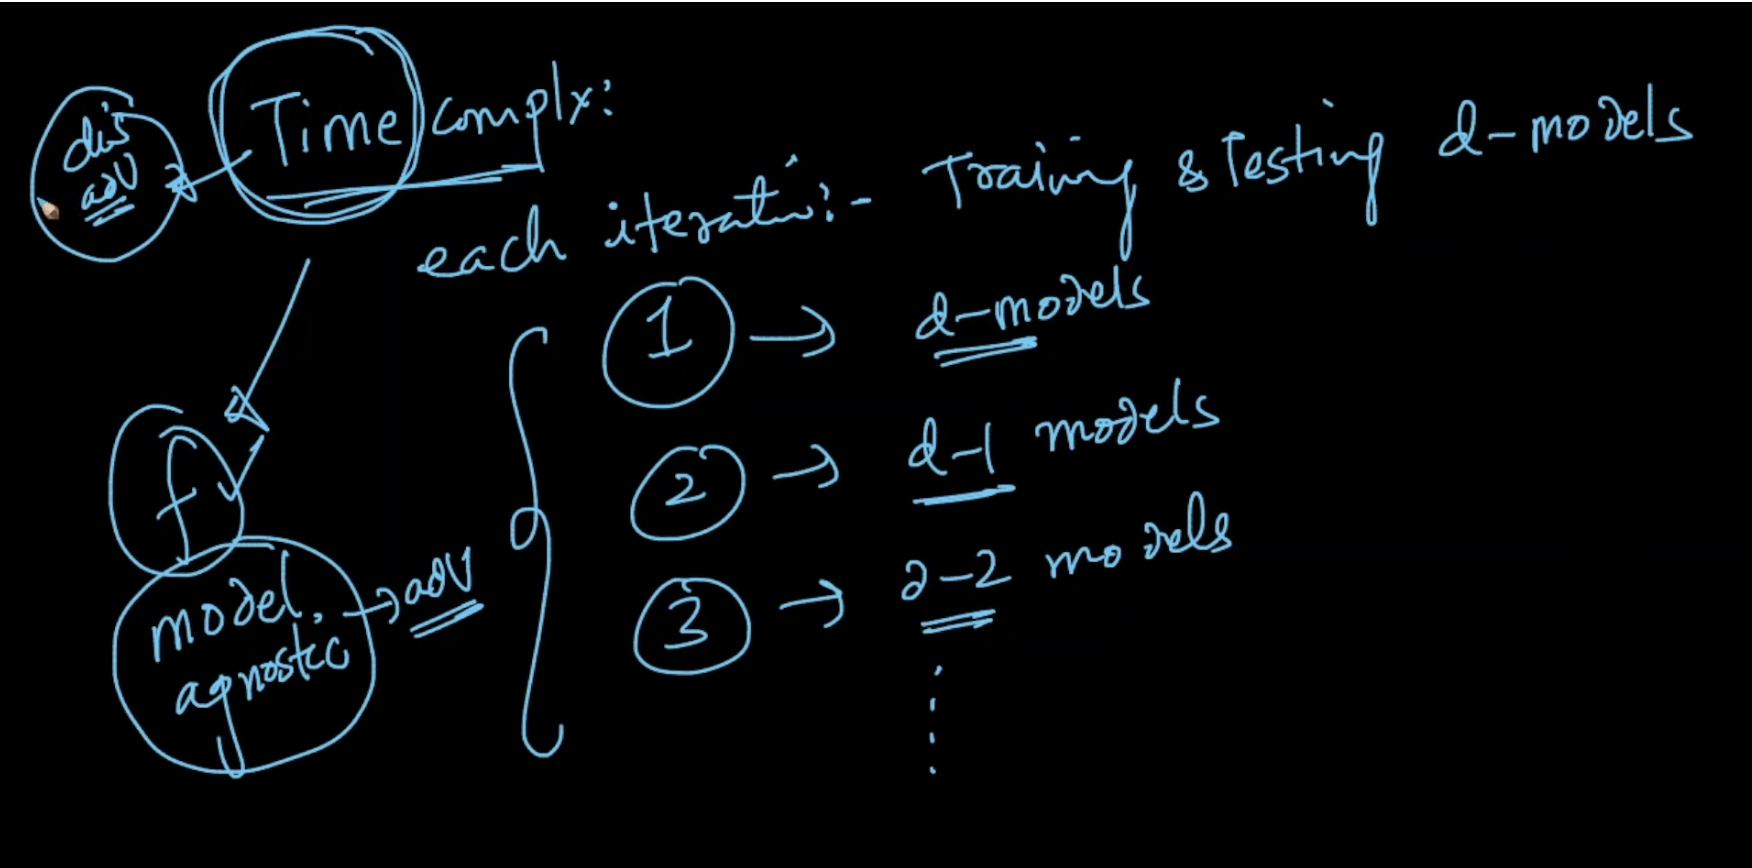 dis
adv
Time complx:
each iteratn:- Training & Testing d-models
1 → d-models
2 → d-1 models
3 → d-2 models
f
model.
agnostic → adv